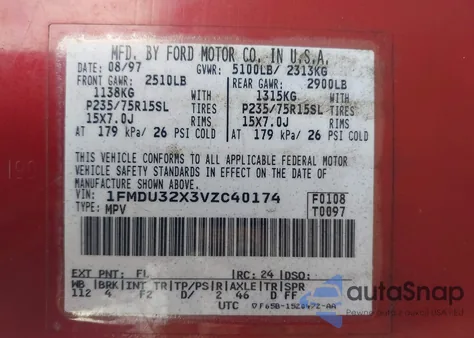 MFD. BY FORD MOTOR CO. IN U.S.A.
DATE: 08/97 GVWR: 5100LB/ 2313KG
FRONT GAWR: 2510LB REAR GAWR: 2900LB
1138KG WITH 1315KG WITH
P235/75R15SL TIRES P235/75R15SL TIRES
15X7.0J RIMS 15X7.0J RIMS
AT 179 kPa/ 26 PSI COLD AT 179 kPa/ 26 PSI COLD
THIS VEHICLE CONFORMS TO ALL APPLICABLE FEDERAL MOTOR
VEHICLE SAFETY STANDARDS IN EFFECT ON THE DATE OF
MANUFACTURE SHOWN ABOVE.
VIN: 1FMDU32X3VZC40174 F0108
TYPE: MPV T0097
EXT PNT: FL RC: 24 DSO:
WB BRK INT TR TP/PS R AXLE TR SPR
112 4 F2 D/ 2 46 D FF
UTC
autoSnap